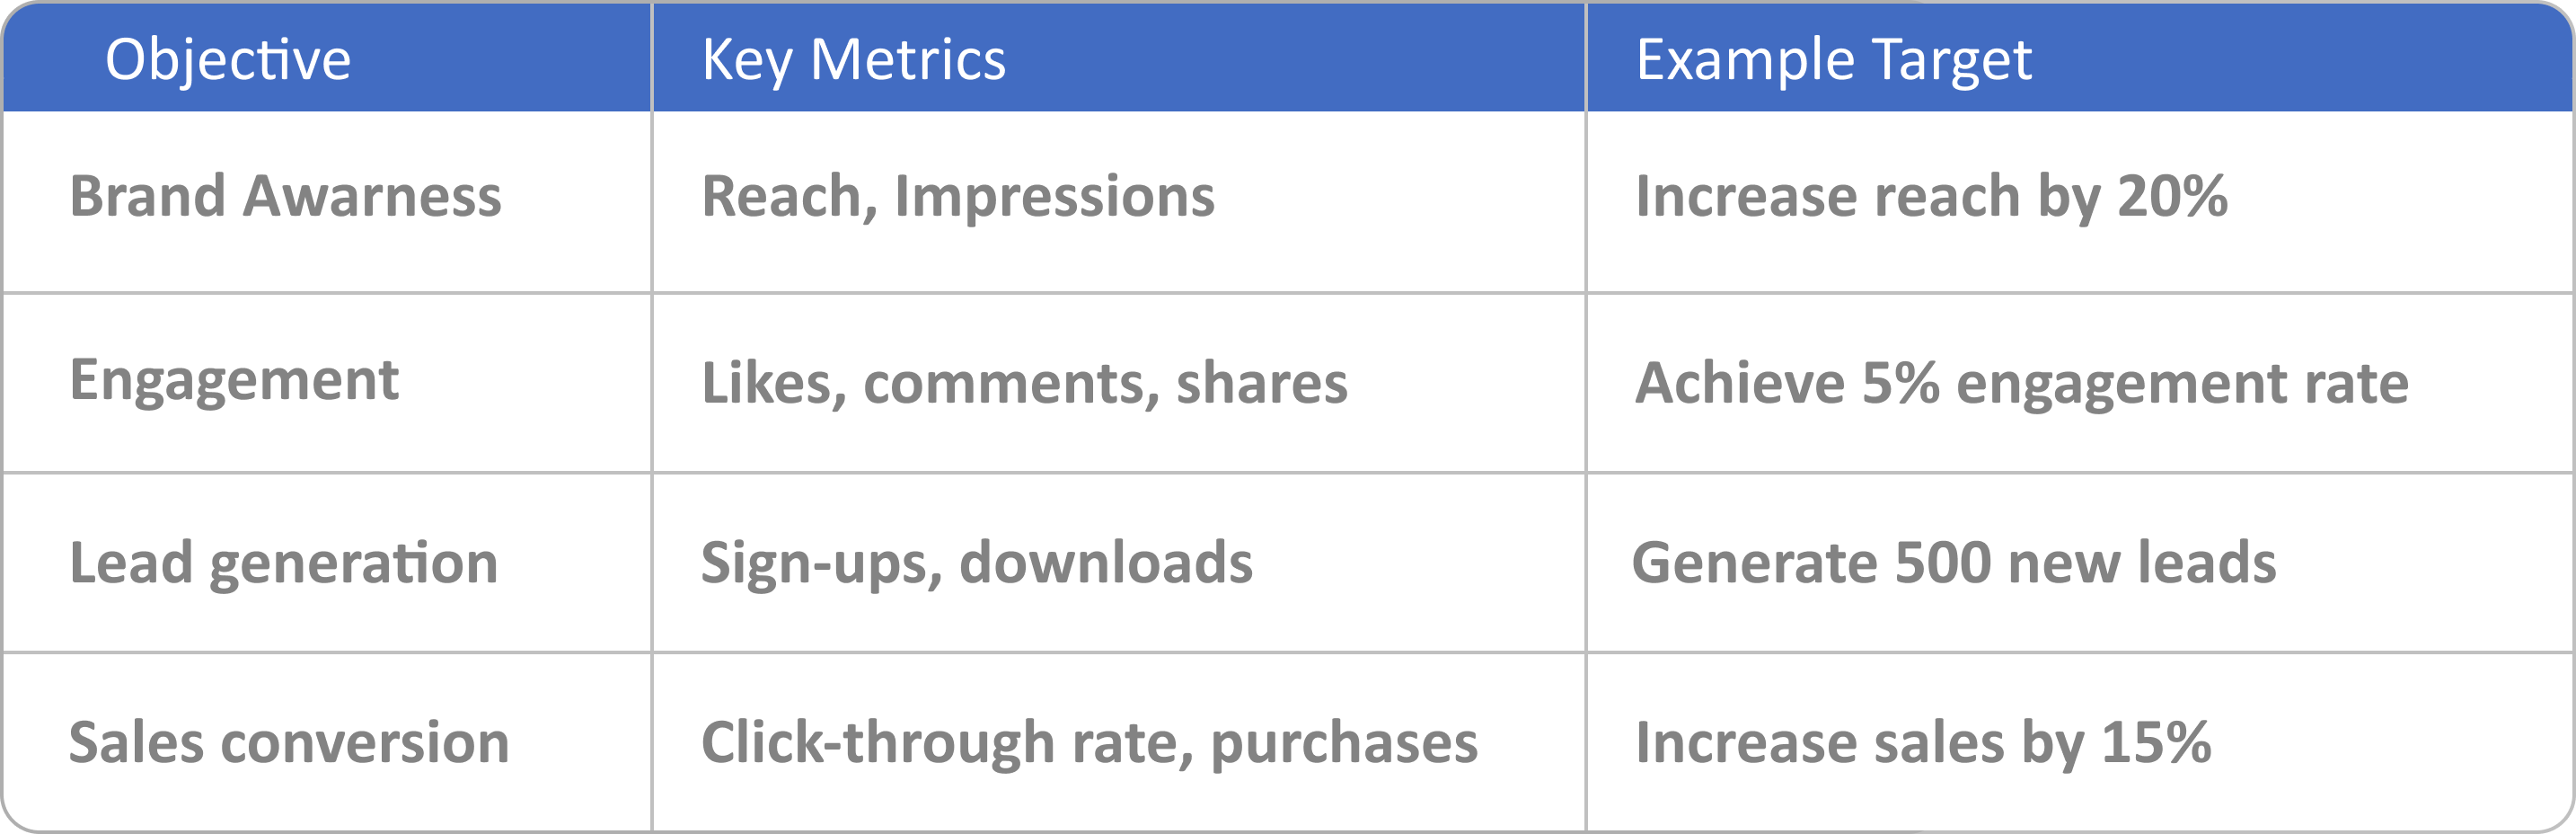 Objective Key Metrics Example Target
Brand Awarness Reach, Impressions Increase reach by 20%
Engagement Likes, comments, shares Achieve 5% engagement rate
Lead generation Sign-ups, downloads Generate 500 new leads
Sales conversion Click-through rate, purchases Increase sales by 15%